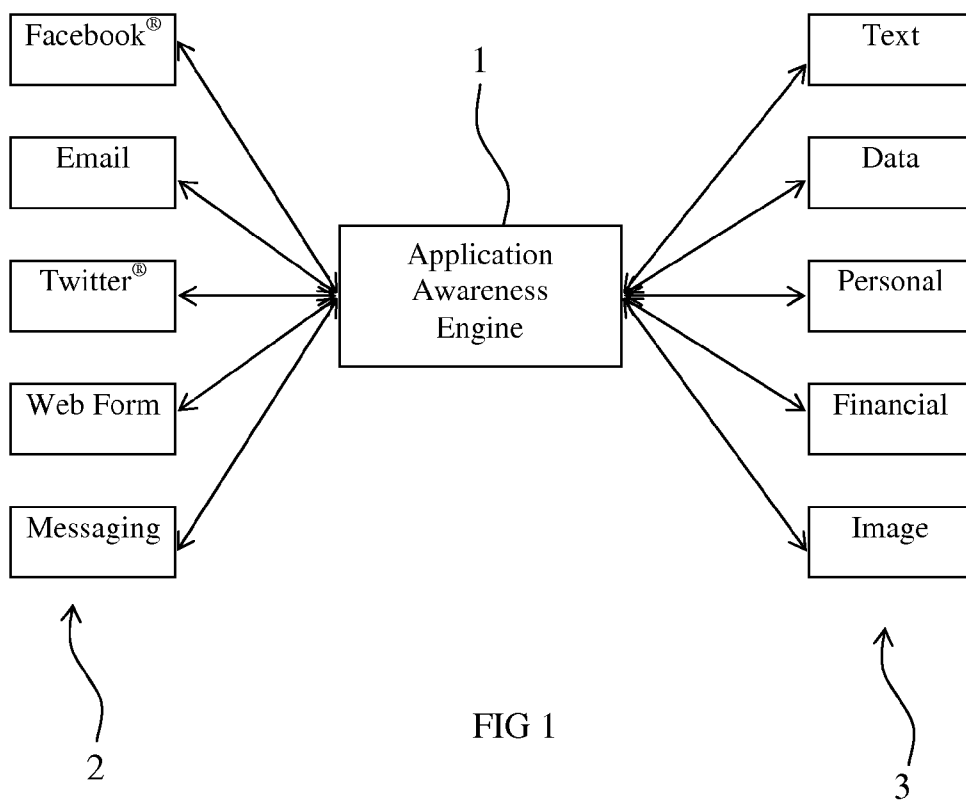 Facebook®
1
Text
Email
Data
Application
Awareness
Engine
Twitter®
Personal
Web Form
Financial
Messaging
Image
FIG 1
2
3